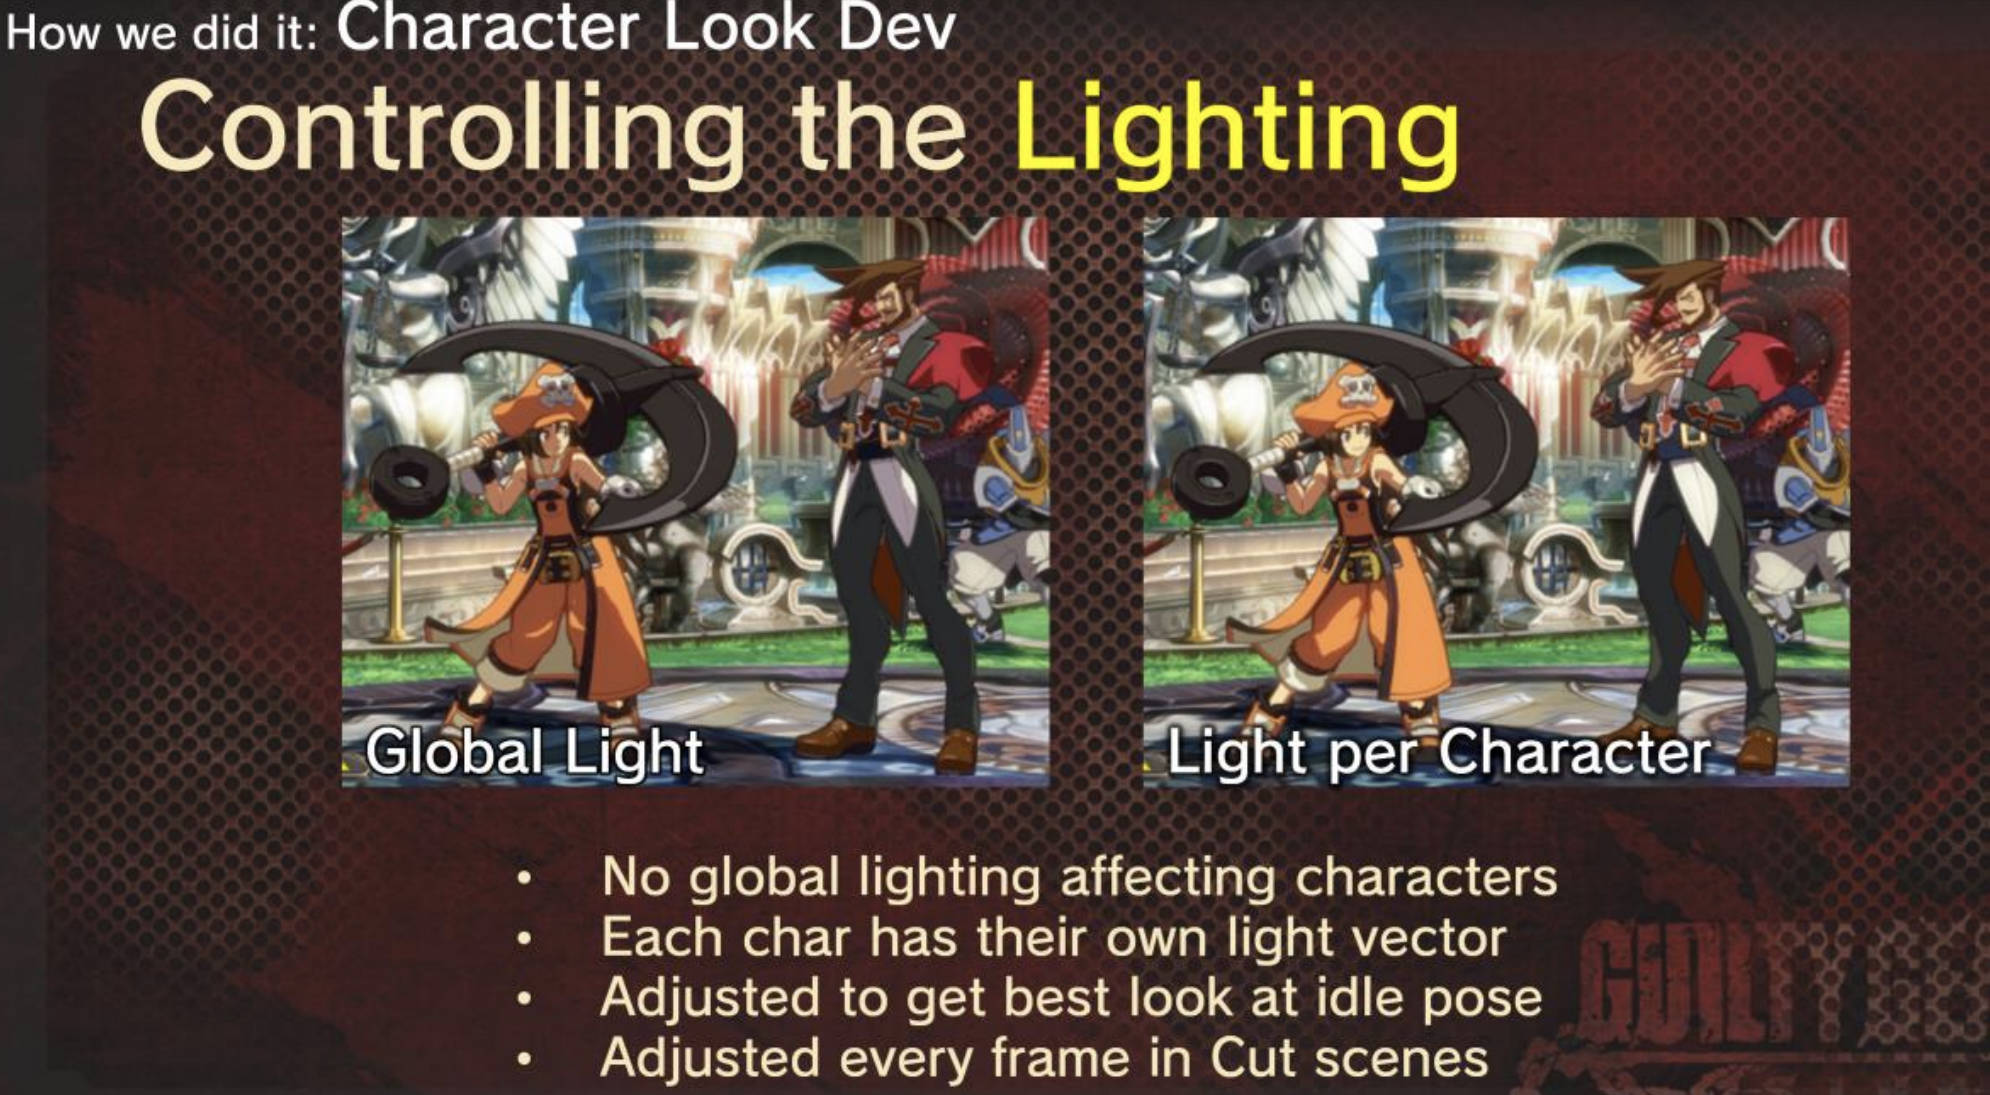 How we did it: Character Look Dev
Controlling the Lighting
Global Light
Light per Character
• No global lighting affecting characters
• Each char has their own light vector
• Adjusted to get best look at idle pose
• Adjusted every frame in Cut scenes
GUILTY